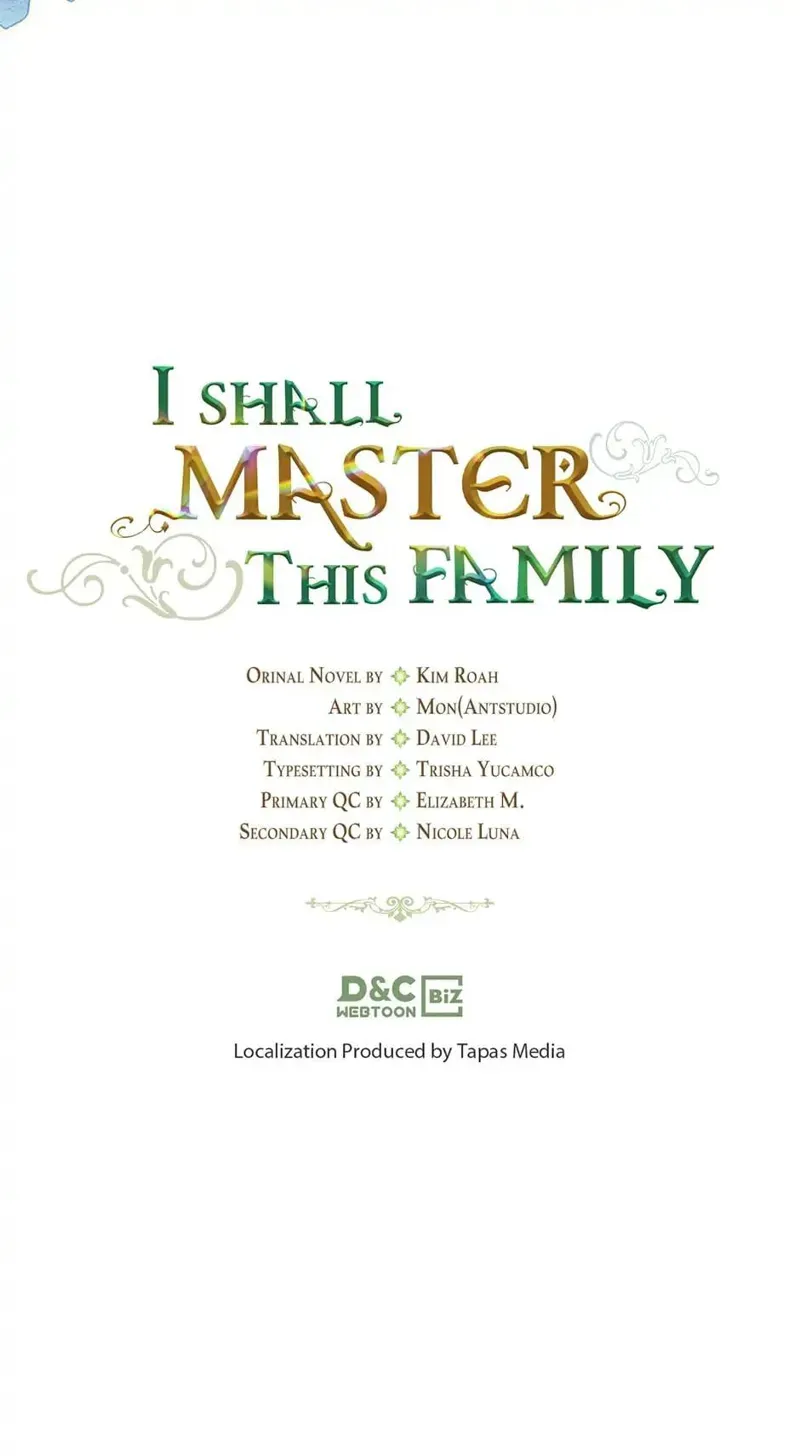 I SHALL
MASTER
THIS FAMILY
ORINAL NOVEL BY KIM ROAH
ART BY MON(ANTSTUDIO)
TRANSLATION BY DAVID LEE
TYPESETTING BY TRISHA YUCAMCO
PRIMARY QC BY ELIZABETH M.
SECONDARY QC BY NICOLE LUNA
D&C BiZ
WEBTOON
Localization Produced by Tapas Media